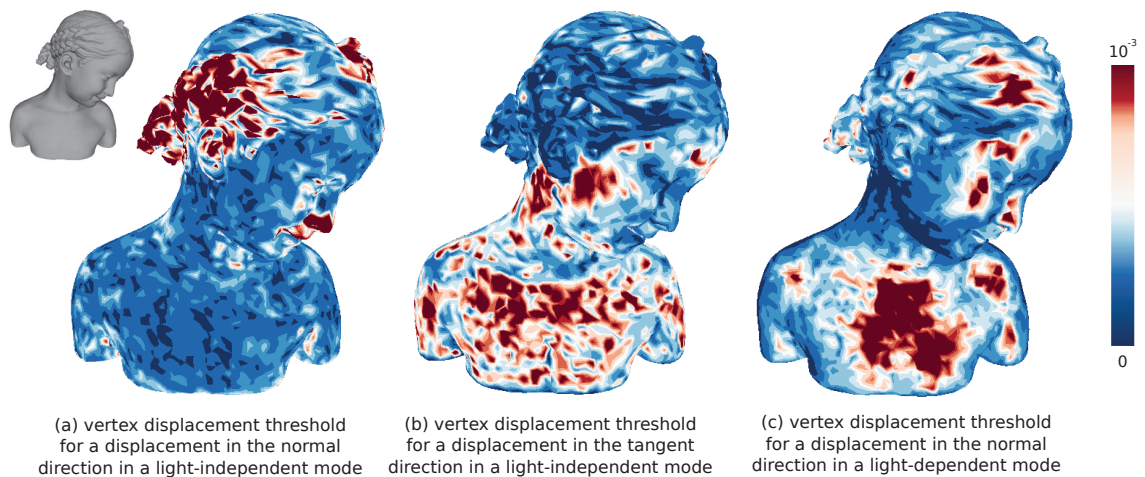 10⁻³
0
(a) vertex displacement threshold
for a displacement in the normal
direction in a light-independent mode
(b) vertex displacement threshold
for a displacement in the tangent
direction in a light-independent mode
(c) vertex displacement threshold
for a displacement in the normal
direction in a light-dependent mode